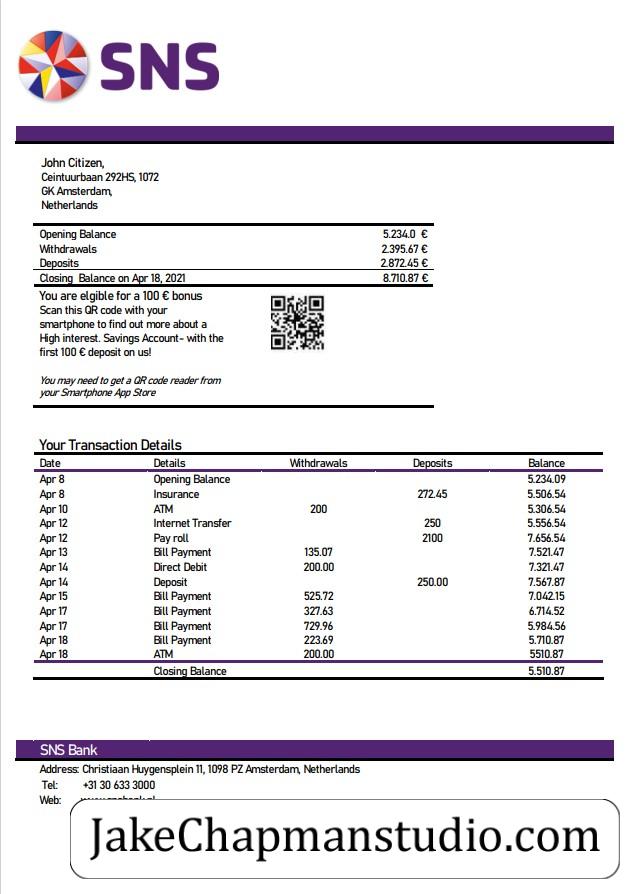 SNS
John Citizen,
Ceintuurbaan 292HS, 1072
GK Amsterdam,
Netherlands
Opening Balance 5.234.0 €
Withdrawals 2.395.67 €
Deposits 2.872.45 €
Closing Balance on Apr 18, 2021 8.710.87 €
You are elgible for a 100 € bonus
Scan this QR code with your
smartphone to find out more about a
High interest. Savings Account- with the
first 100 € deposit on us!
You may need to get a QR code reader from
your Smartphone App Store
Your Transaction Details
Date Details Withdrawals Deposits Balance
Apr 8 Opening Balance 5.234.09
Apr 8 Insurance 272.45 5.506.54
Apr 10 ATM 200 5.306.54
Apr 12 Internet Transfer 250 5.556.54
Apr 12 Pay roll 2100 7.656.54
Apr 13 Bill Payment 135.07 7.521.47
Apr 14 Direct Debit 200.00 7.321.47
Apr 14 Deposit 250.00 7.567.87
Apr 15 Bill Payment 525.72 7.042.15
Apr 17 Bill Payment 327.63 6.714.52
Apr 17 Bill Payment 729.96 5.984.56
Apr 18 Bill Payment 223.69 5.710.87
Apr 18 ATM 200.00 5510.87
Closing Balance 5.510.87
SNS Bank
Address: Christiaan Huygensplein 11, 1098 PZ Amsterdam, Netherlands
Tel: +31 30 633 3000
Web:
JakeChapmanstudio.com